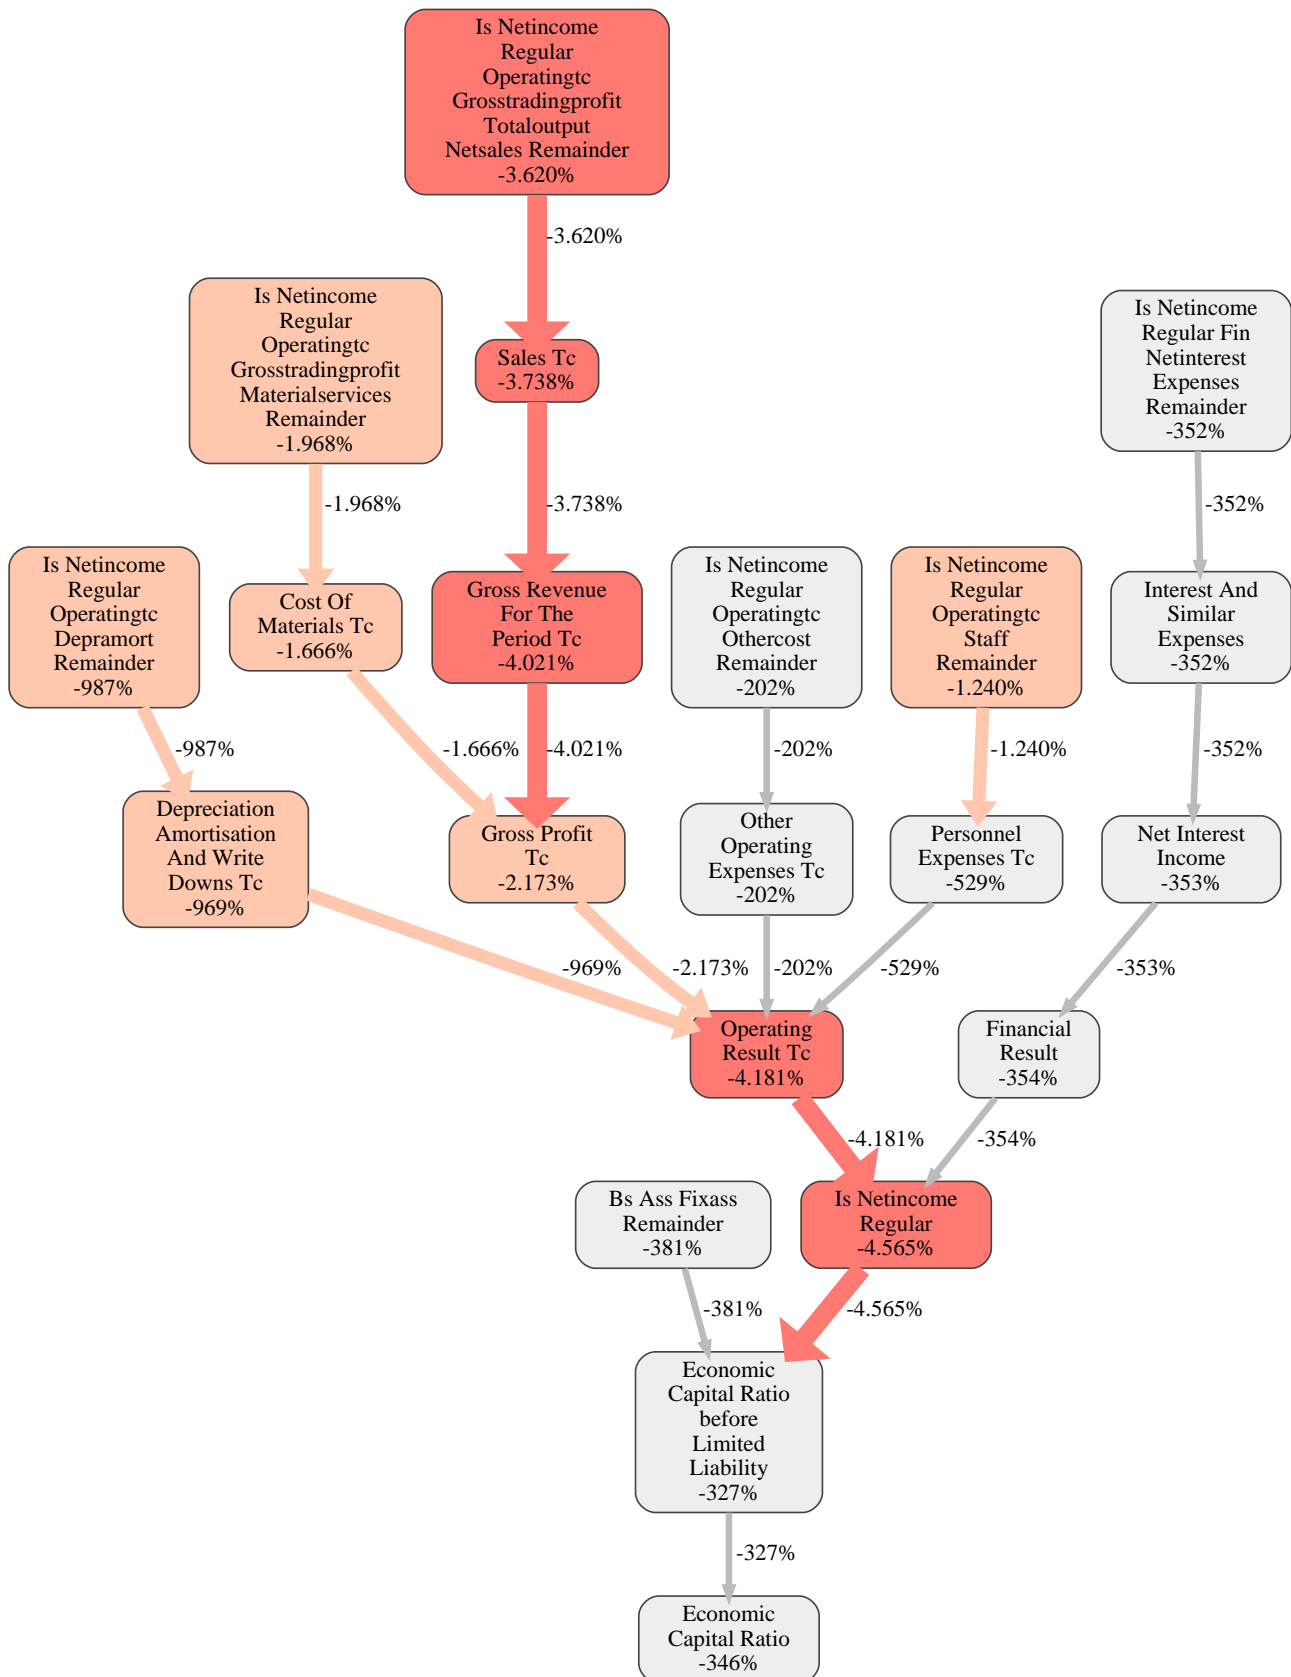 Is Netincome
Regular
Operatingtc
Grosstradingprofit
Totaloutput
Netsales Remainder
-3.620%
-3.620%
Is Netincome
Regular
Operatingtc
Grosstradingprofit
Materialservices
Remainder
-1.968%
Is Netincome
Regular Fin
Netinterest
Expenses
Remainder
-352%
Sales Tc
-3.738%
-1.968%
-3.738%
-352%
Is Netincome
Regular
Operatingtc
Depramort
Remainder
-987%
Cost Of
Materials Tc
-1.666%
Gross Revenue
For The
Period Tc
-4.021%
Is Netincome
Regular
Operatingtc
Othercost
Remainder
-202%
Is Netincome
Regular
Operatingtc
Staff
Remainder
-1.240%
Interest And
Similar
Expenses
-352%
-987%
-1.666%
-4.021%
-202%
-1.240%
-352%
Depreciation
Amortisation
And Write
Downs Tc
-969%
Gross Profit
Tc
-2.173%
Other
Operating
Expenses Tc
-202%
Personnel
Expenses Tc
-529%
Net Interest
Income
-353%
-969%
-2.173%
-202%
-529%
-353%
Operating
Result Tc
-4.181%
Financial
Result
-354%
-4.181%
-354%
Bs Ass Fixass
Remainder
-381%
Is Netincome
Regular
-4.565%
-381%
-4.565%
Economic
Capital Ratio
before
Limited
Liability
-327%
-327%
Economic
Capital Ratio
-346%